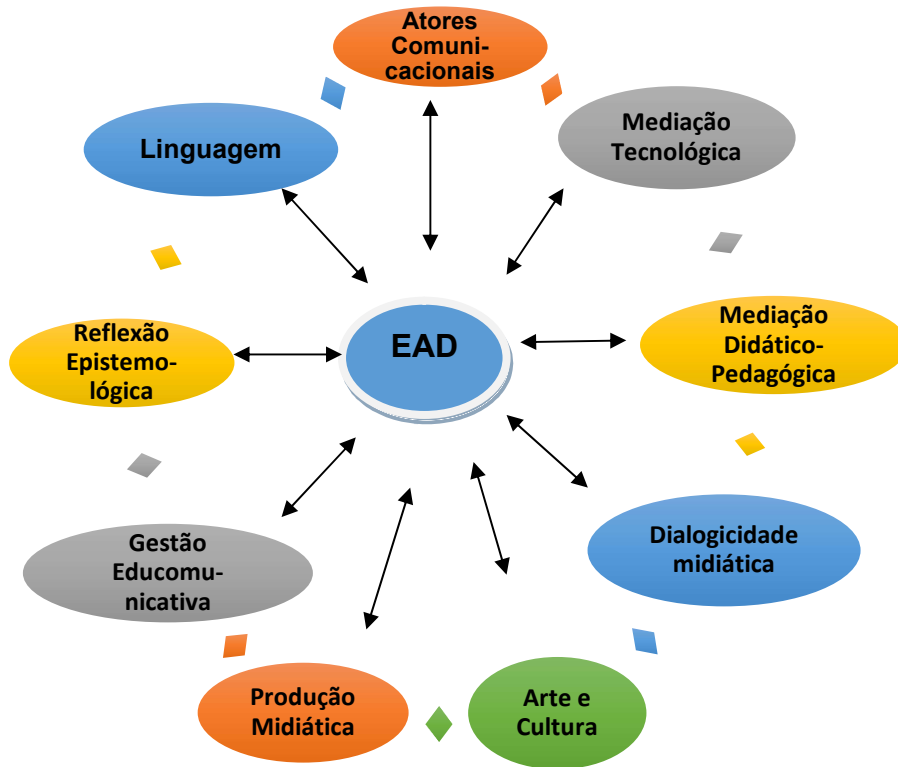 Atores
Comuni-
cacionais
Linguagem
Mediação
Tecnológica
Reflexão
Epistemo-
lógica
EAD
Mediação
Didático-
Pedagógica
Gestão
Educomu-
nicativa
Dialogicidade
midiática
Produção
Midiática
Arte e
Cultura